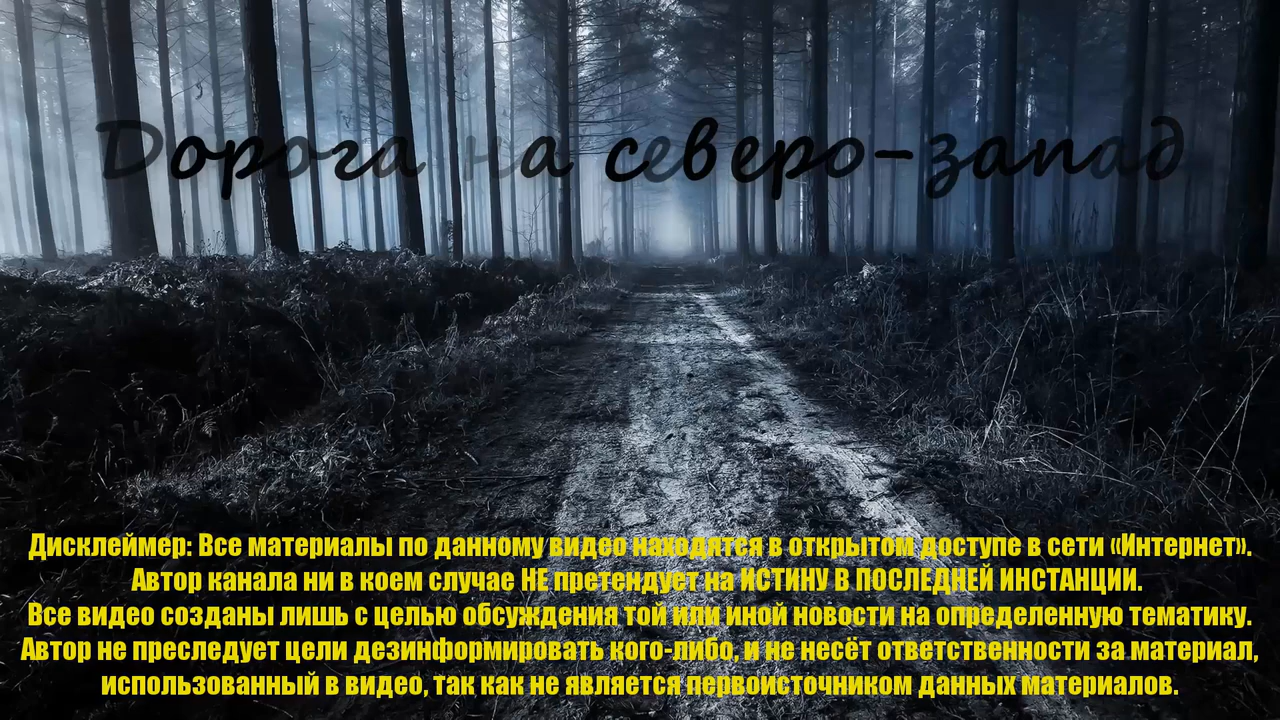 Дорога на северо-запад
Дисклеймер: Все материалы по данному видео находятся в открытом доступе в сети «Интернет».
Автор канала ни в коем случае НЕ претендует на ИСТИНУ В ПОСЛЕДНЕЙ ИНСТАНЦИИ.
Все видео созданы лишь с целью обсуждения той или иной новости на определенную тематику.
Автор не преследует цели дезинформировать кого-либо, и не несёт ответственности за материал,
использованный в видео, так как не является первоисточником данных материалов.